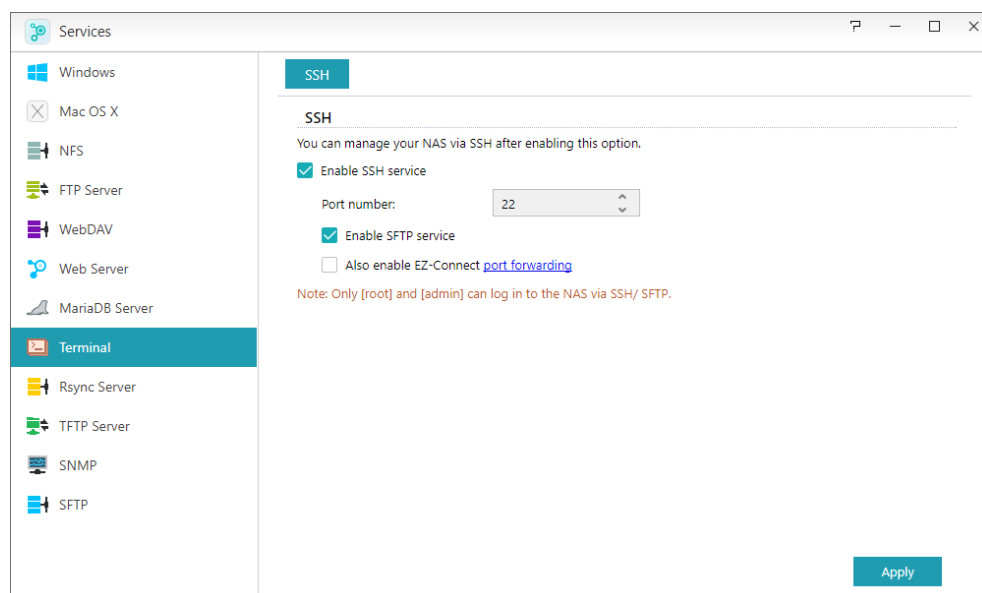 Services
Windows
Mac OS X
NFS
FTP Server
WebDAV
Web Server
MariaDB Server
Terminal
Rsync Server
TFTP Server
SNMP
SFTP
SSH
SSH
You can manage your NAS via SSH after enabling this option.
Enable SSH service
Port number: 22
Enable SFTP service
Also enable EZ-Connect port forwarding
Note: Only [root] and [admin] can log in to the NAS via SSH/ SFTP.
Apply